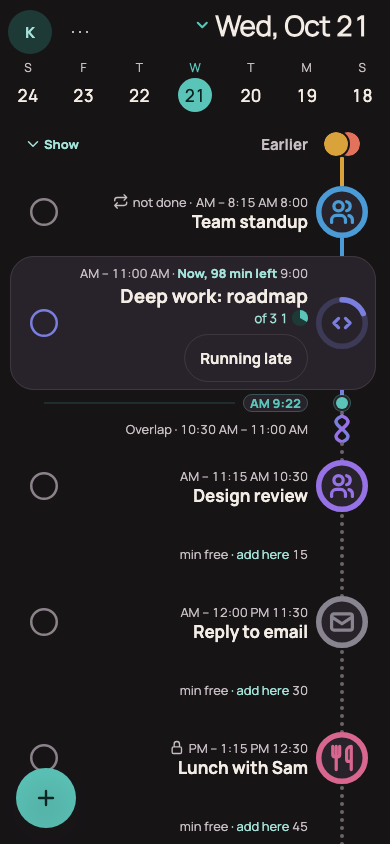 K
...
Wed, Oct 21
S F T W T M S
24 23 22 21 20 19 18
Show
Earlier
not done · AM – 8:15 AM 8:00
Team standup
AM – 11:00 AM · Now, 98 min left 9:00
Deep work: roadmap
of 3 1
Running late
AM 9:22
Overlap · 10:30 AM – 11:00 AM
AM – 11:15 AM 10:30
Design review
min free · add here 15
AM – 12:00 PM 11:30
Reply to email
min free · add here 30
PM – 1:15 PM 12:30
Lunch with Sam
min free · add here 45
+